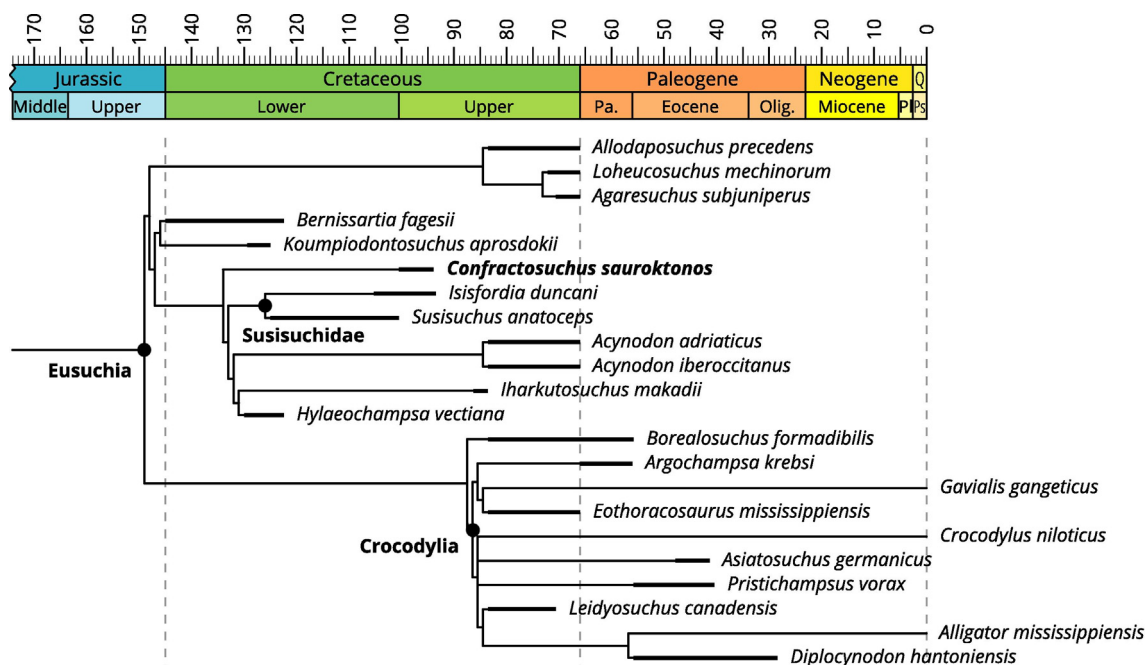 170 160 150 140 130 120 110 100 90 80 70 60 50 40 30 20 10 0
Jurassic Cretaceous Paleogene Neogene Q
Middle Upper Lower Upper Pa. Eocene Olig. Miocene Pl Ps
Allodaposuchus precedens
Loheucosuchus mechinorum
Agaresuchus subjuniperus
Bernissartia fagesii
Koumpiodontosuchus aprosdokii
Confractosuchus sauroktonos
Isisfordia duncani
Susisuchus anatoceps
Susisuchidae
Acynodon adriaticus
Eusuchia
Acynodon iberoccitanus
Iharkutosuchus makadii
Hylaeochampsa vectiana
Borealosuchus formadibilis
Argochampsa krebsi
Gavialis gangeticus
Eothoracosaurus mississippiensis
Crocodylus niloticus
Crocodylia
Asiatosuchus germanicus
Pristichampsus vorax
Leidyosuchus canadensis
Alligator mississippiensis
Diplocynodon hantoniensis